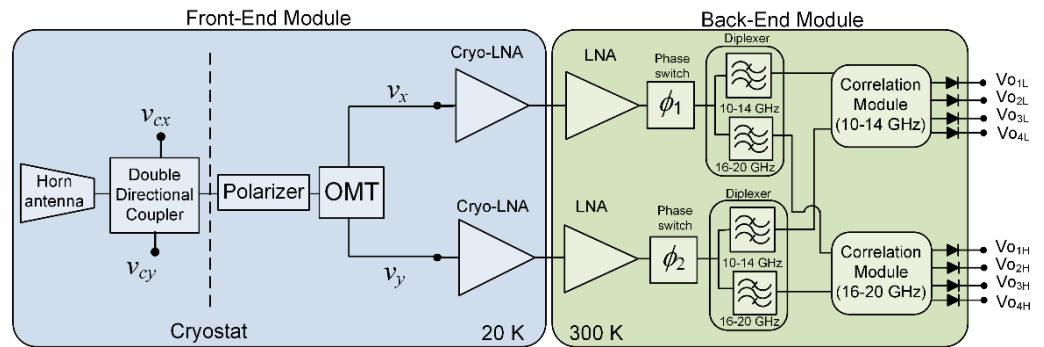 Front-End Module
Back-End Module
Cryo-LNA
LNA
Phase
switch
Diplexer
v_x
ϕ1
10-14 GHz
16-20 GHz
Correlation
Module
(10-14 GHz)
Vo1L
Vo2L
Vo3L
Vo4L
v_cx
Horn
antenna
Double
Directional
Coupler
Polarizer
OMT
v_cy
Cryo-LNA
LNA
Phase
switch
Diplexer
v_y
ϕ2
10-14 GHz
16-20 GHz
Correlation
Module
(16-20 GHz)
Vo1H
Vo2H
Vo3H
Vo4H
Cryostat
20 K
300 K